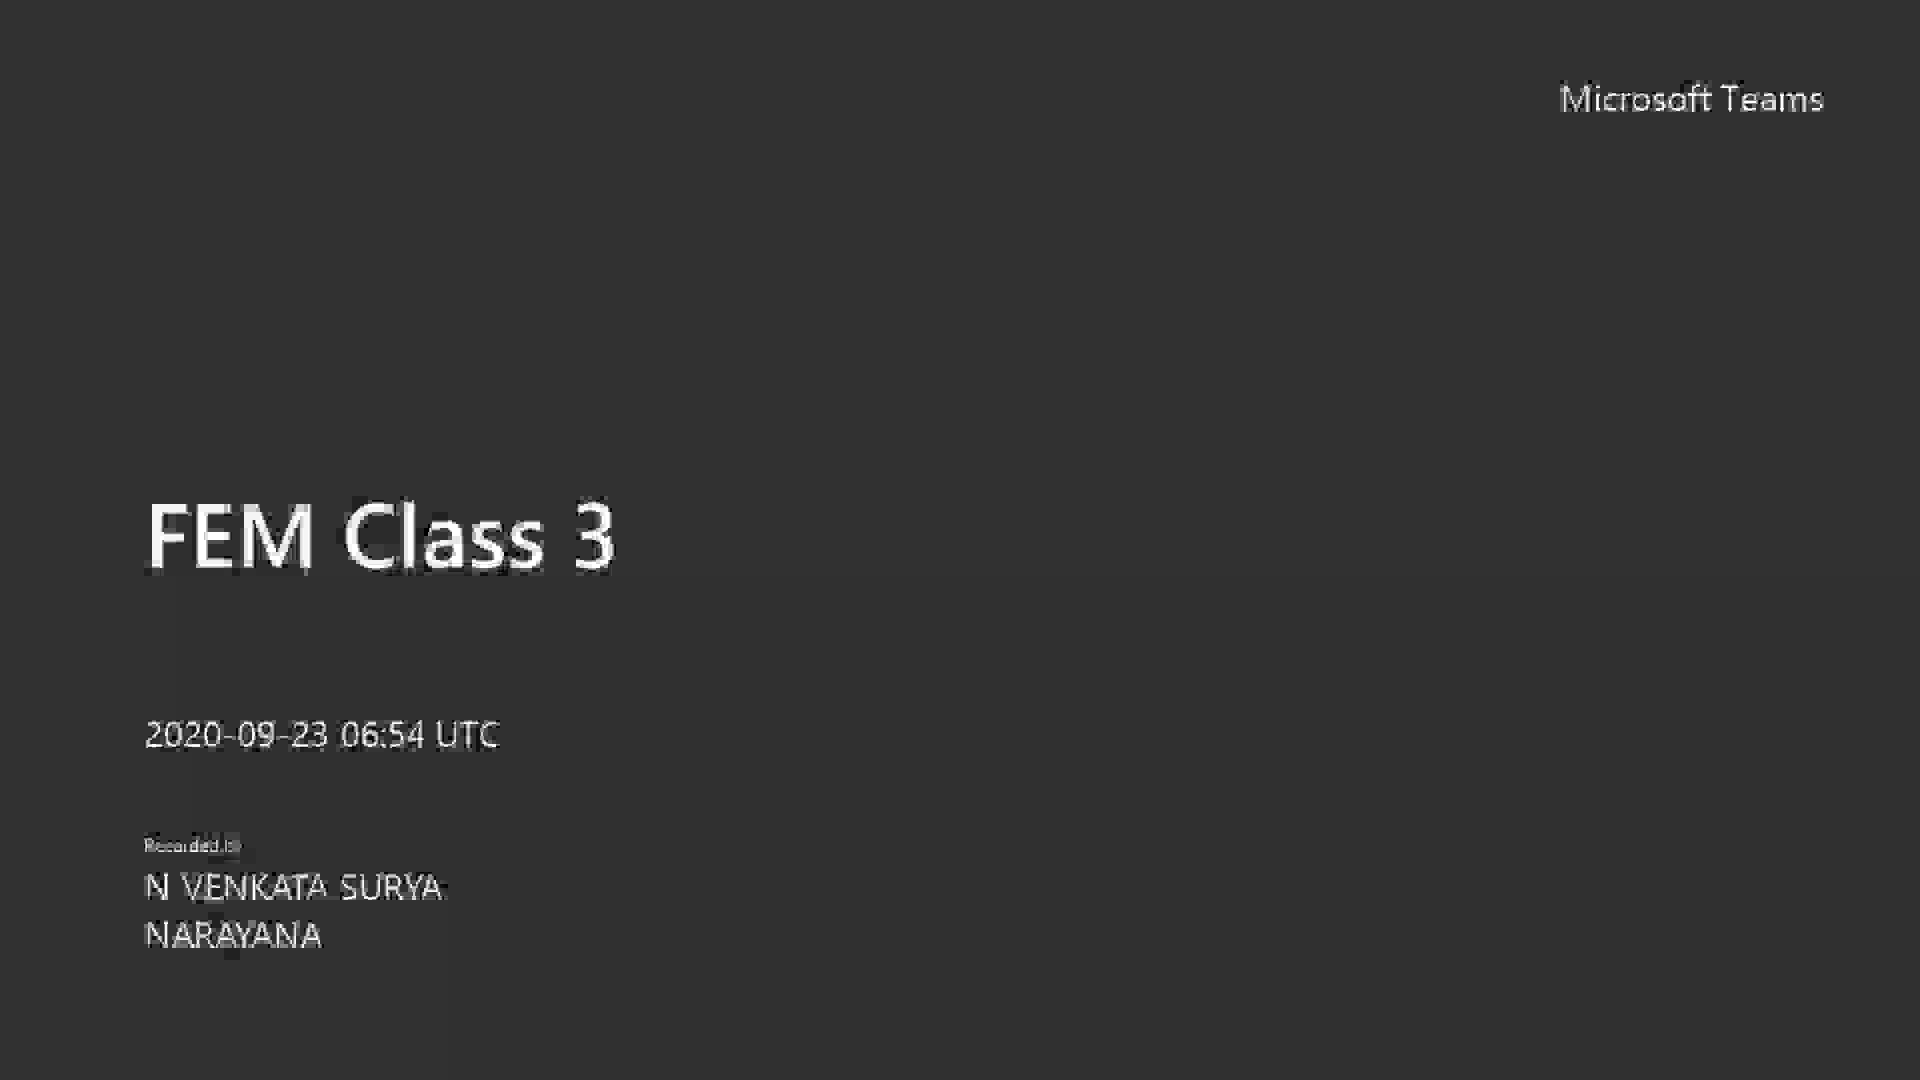 Microsoft Teams
FEM Class 3
2020-09-23 06:54 UTC
Recorded by
N VENKATA SURYA
NARAYANA